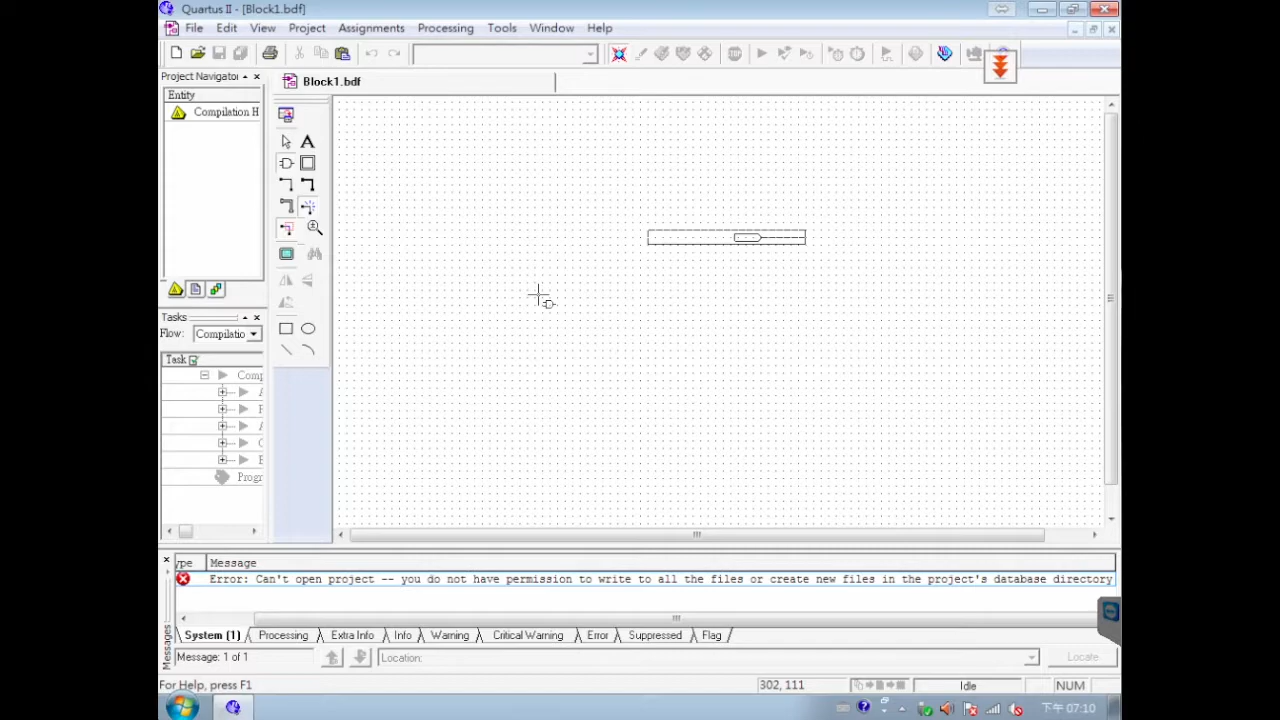 Quartus II - [Block1.bdf]
File Edit View Project Assignments Processing Tools Window Help
Project Navigator
Block1.bdf
Entity
Compilation H
A
Tasks
Flow: Compilatio
Task
Comp
Progr
ype Message
Error: Can't open project -- you do not have permission to write to all the files or create new files in the project's database directory
System (1) Processing Extra Info Info Warning Critical Warning Error Suppressed Flag
Message: 1 of 1 Location: Locate
Messages
For Help, press F1 302, 111 Idle NUM
下午 07:10